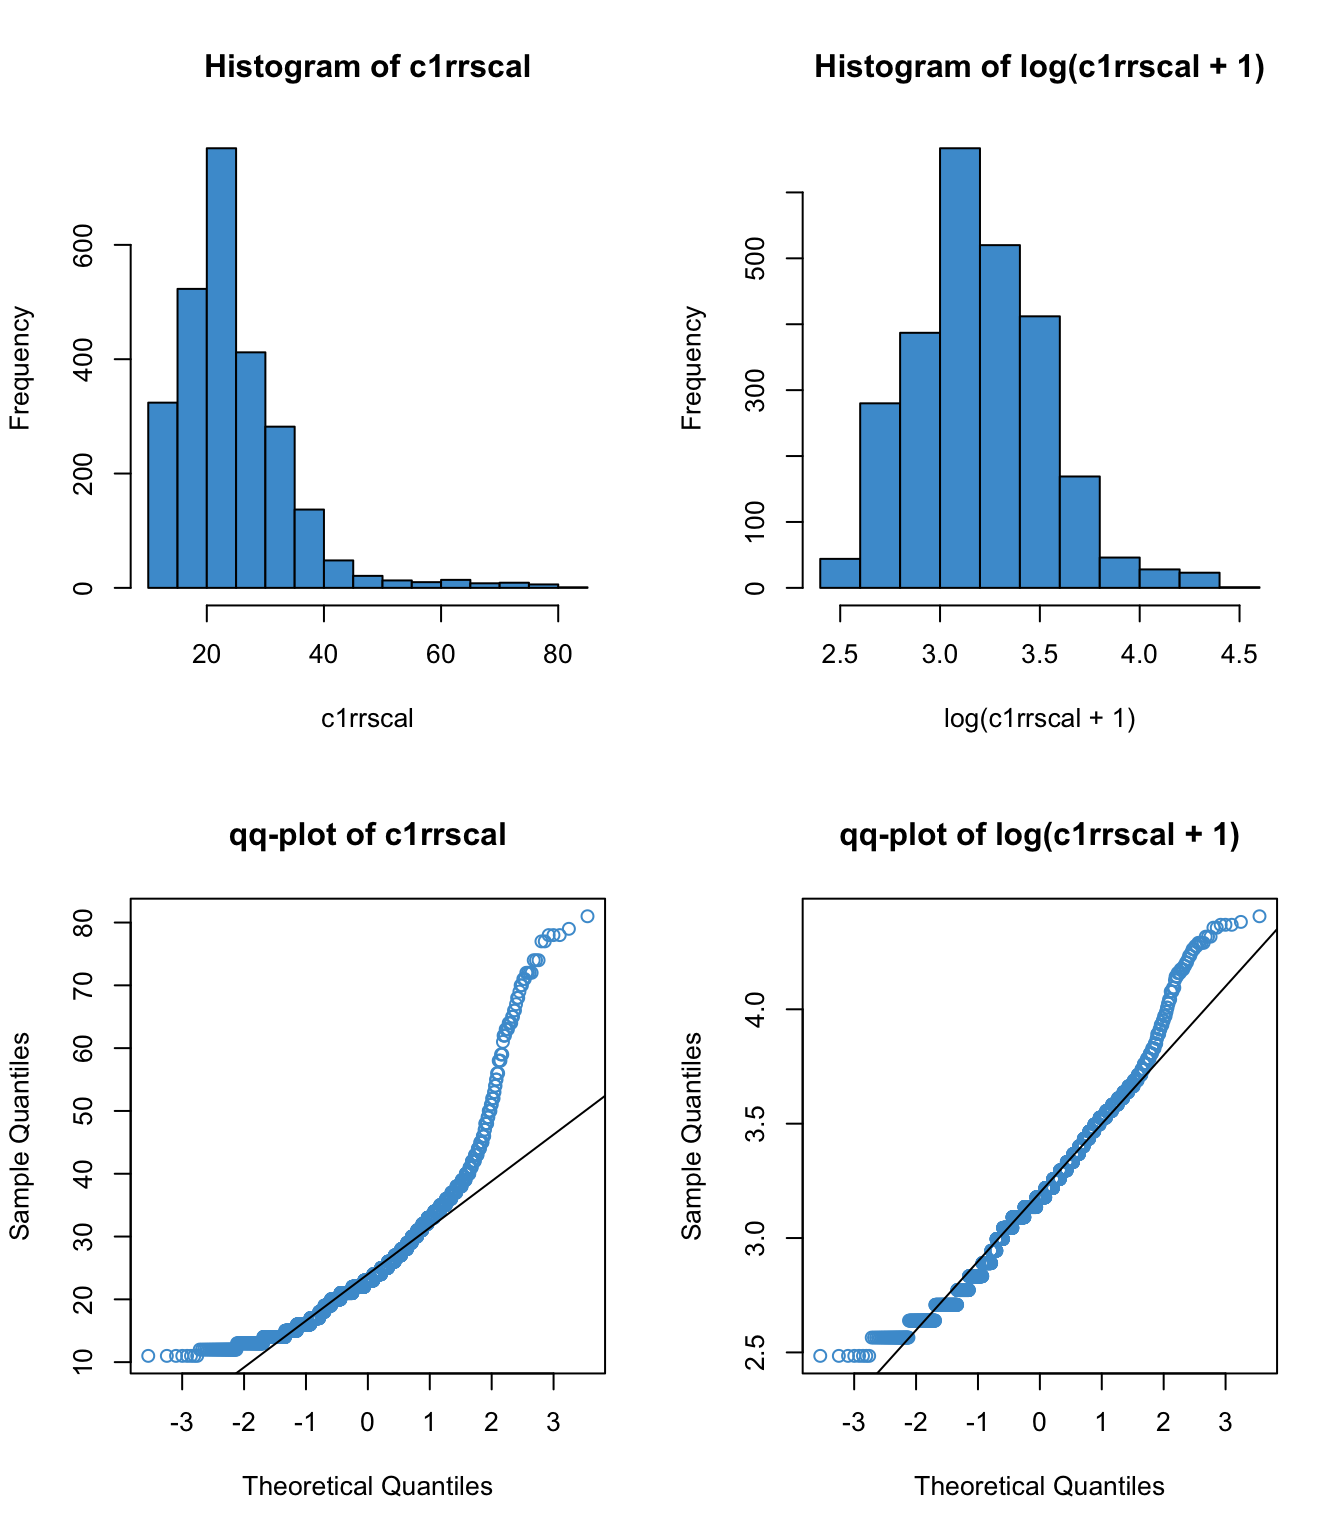 Histogram of c1rrscal
Frequency
0 200 400 600
20 40 60 80
c1rrscal
Histogram of log(c1rrscal + 1)
Frequency
0 100 300 500
2.5 3.0 3.5 4.0 4.5
log(c1rrscal + 1)
qq-plot of c1rrscal
Sample Quantiles
10 20 30 40 50 60 70 80
-3 -2 -1 0 1 2 3
Theoretical Quantiles
qq-plot of log(c1rrscal + 1)
Sample Quantiles
2.5 3.0 3.5 4.0
-3 -2 -1 0 1 2 3
Theoretical Quantiles